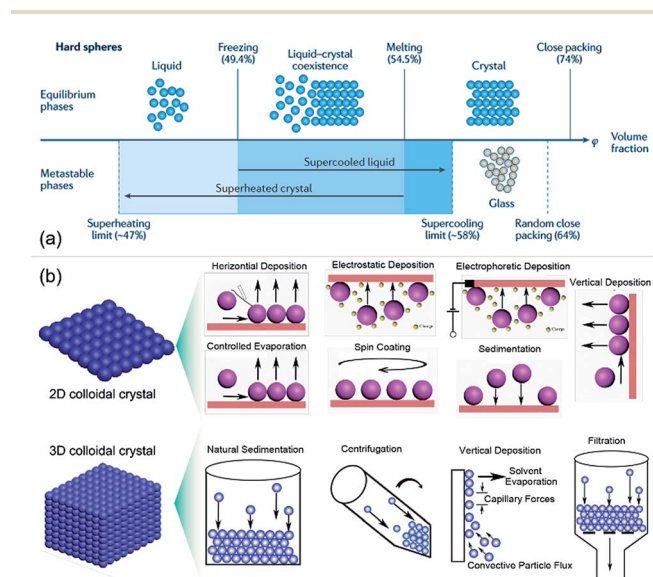 Hard spheres
Freezing
(49.4%)
Liquid–crystal
coexistence
Melting
(54.5%)
Close packing
(74%)
Liquid
Crystal
Equilibrium
phases
φ
Volume
fraction
Metastable
phases
Supercooled liquid
Superheated crystal
Glass
Superheating
limit (~47%)
Supercooling
limit (~58%)
Random close
packing (64%)
(a)
(b)
Horizontial Deposition
Electrostatic Deposition
Electrophoretic Deposition
Vertical Deposition
Controlled Evaporation
Spin Coating
Sedimentation
2D colloidal crystal
3D colloidal crystal
Natural Sedimentation
Centrifugation
Vertical Deposition
Filtration
Solvent
Evaporation
Capillary Forces
Convective Particle Flux